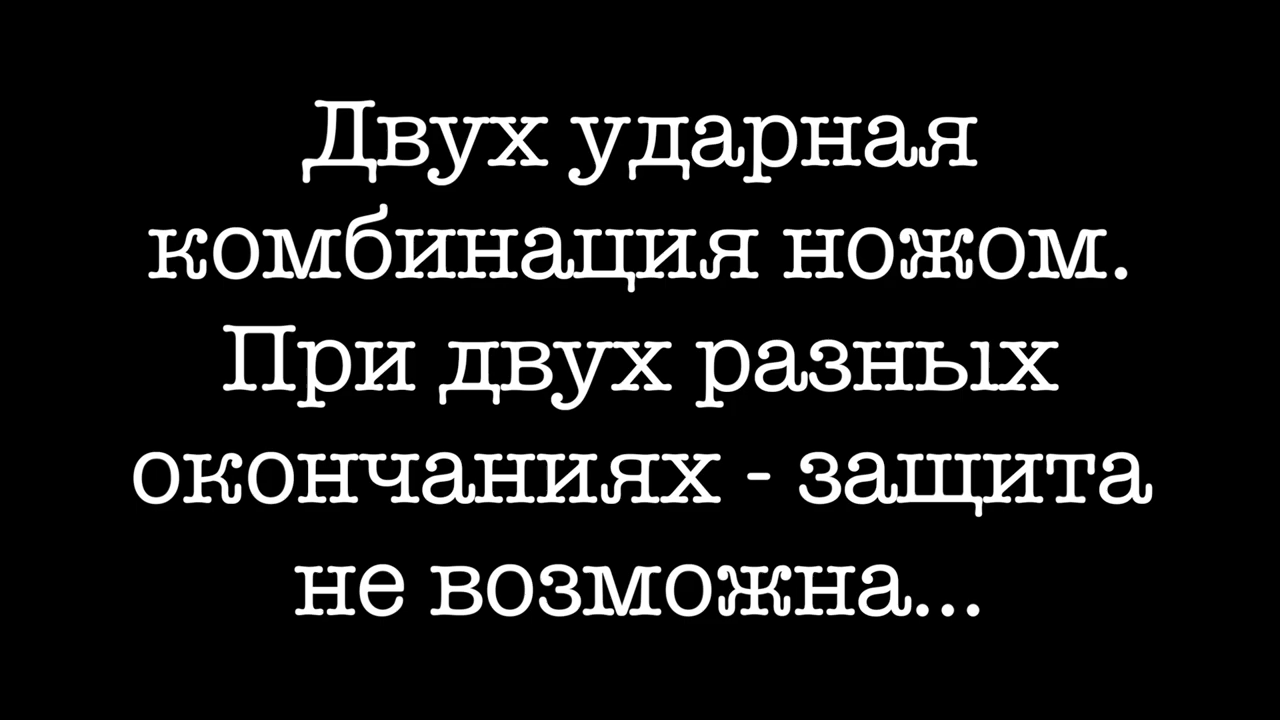 Двух ударная
комбинация ножом.
При двух разных
окончаниях - защита
не возможна...